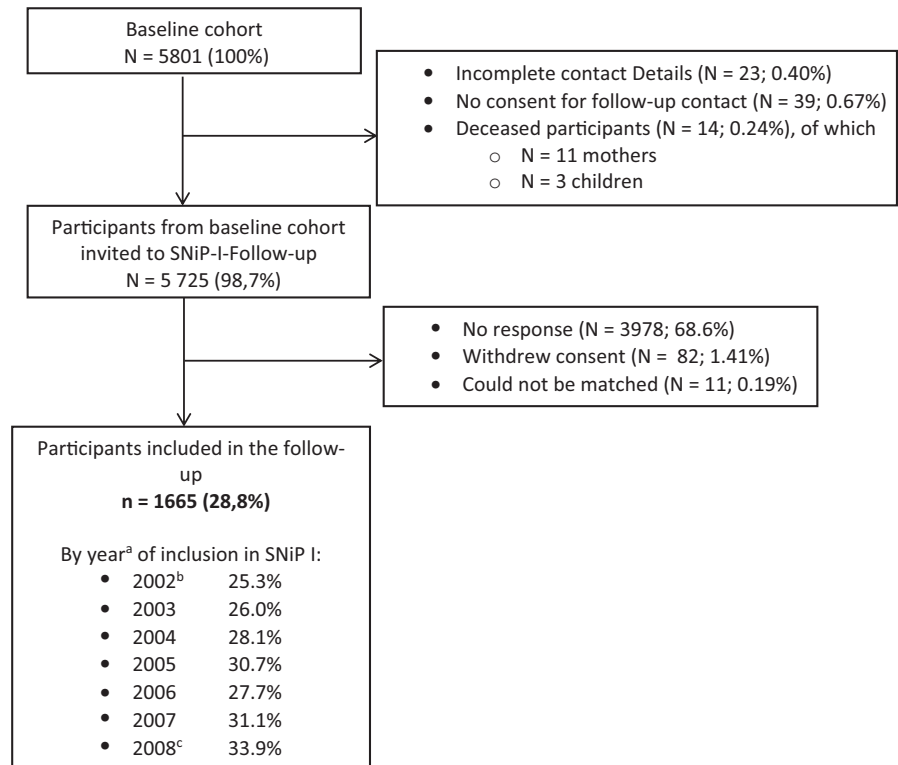 Baseline cohort
N = 5801 (100%)
• Incomplete contact Details (N = 23; 0.40%)
• No consent for follow-up contact (N = 39; 0.67%)
• Deceased participants (N = 14; 0.24%), of which
o N = 11 mothers
o N = 3 children
Participants from baseline cohort
invited to SNiP-I-Follow-up
N = 5 725 (98,7%)
• No response (N = 3978; 68.6%)
• Withdrew consent (N = 82; 1.41%)
• Could not be matched (N = 11; 0.19%)
Participants included in the follow-
up
n = 1665 (28,8%)
By yearᵃ of inclusion in SNiP I:
• 2002ᵇ 25.3%
• 2003 26.0%
• 2004 28.1%
• 2005 30.7%
• 2006 27.7%
• 2007 31.1%
• 2008ᶜ 33.9%